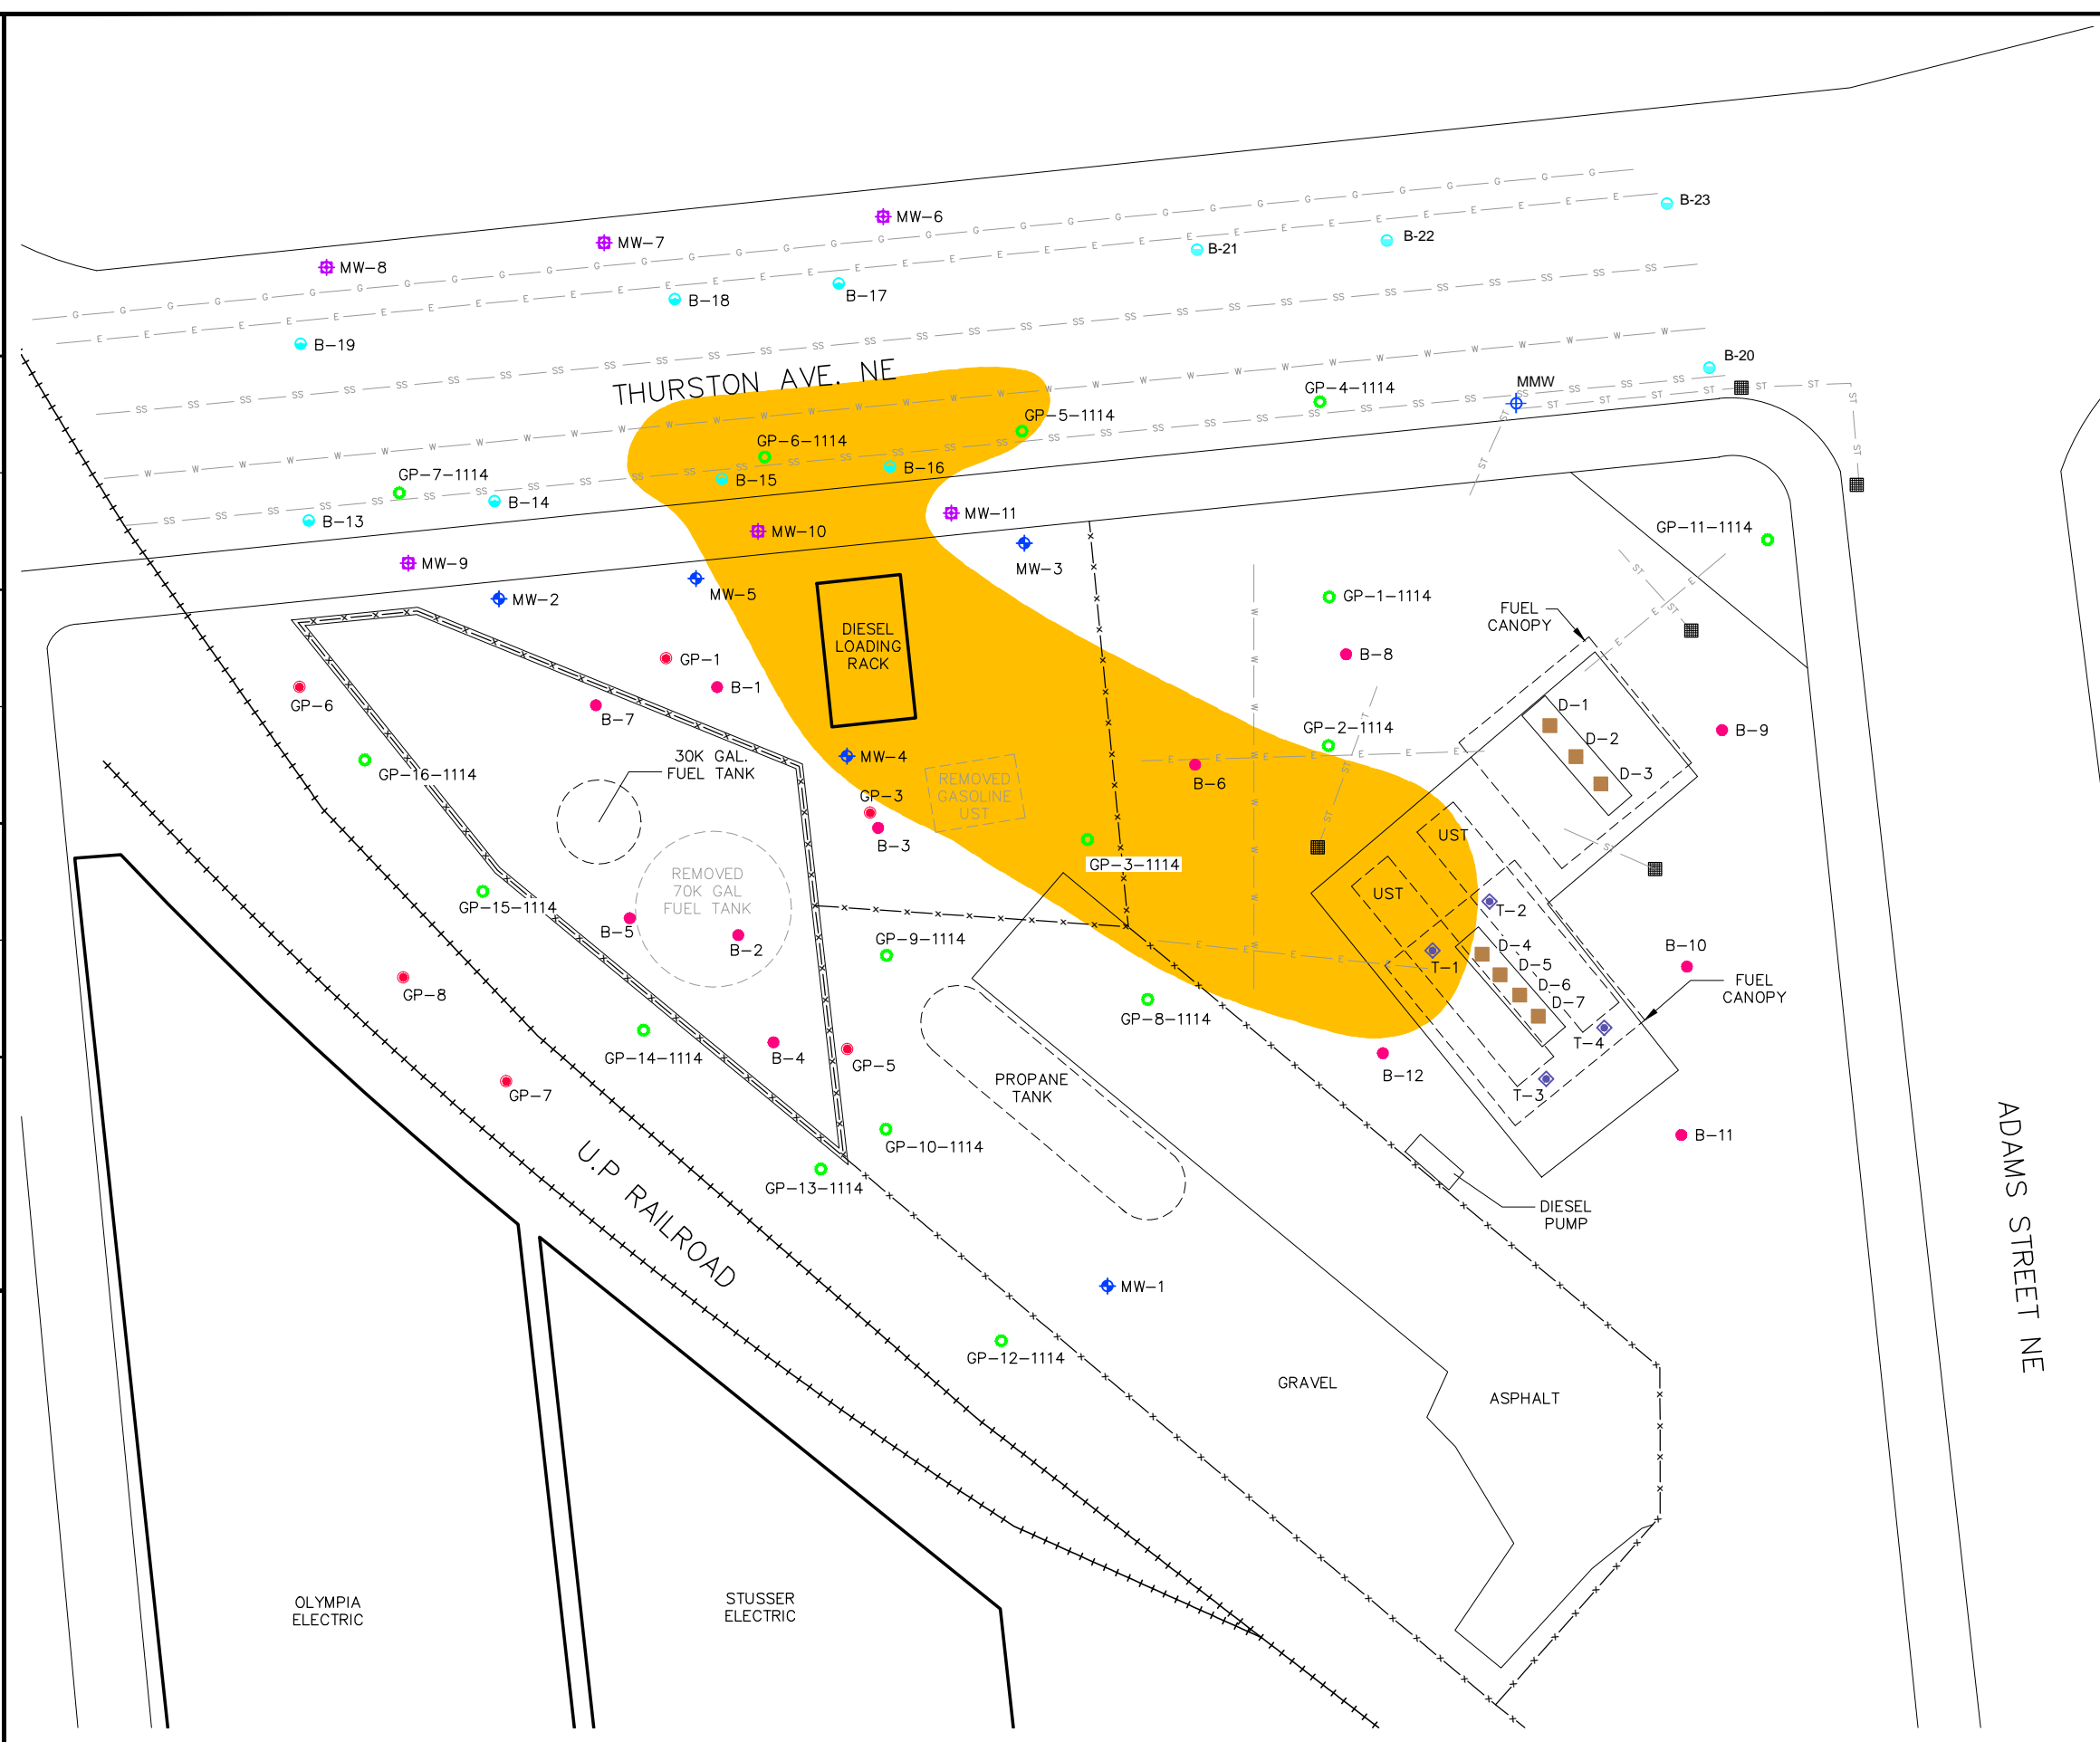 B-23
MW-6
B-22
MW-7
B-21
MW-8
B-18
B-17
B-19
B-20
THURSTON AVE. NE
MMW
GP-4-1114
GP-5-1114
GP-6-1114
B-16
GP-7-1114
B-15
B-14
B-13
MW-11
MW-10
GP-11-1114
MW-9
MW-3
MW-5
MW-2
GP-1-1114
FUEL
CANOPY
DIESEL
LOADING
RACK
B-8
GP-1
B-1
GP-6
B-7
D-1
GP-2-1114
B-9
D-2
30K GAL.
FUEL TANK
MW-4
GP-16-1114
D-3
REMOVED
GASOLINE
UST
B-6
GP-3
UST
B-3
GP-3-1114
REMOVED
70K GAL
FUEL TANK
UST
GP-15-1114
T-2
B-5
B-2
GP-9-1114
D-4
B-10
T-1
D-5
GP-8
D-6
FUEL
CANOPY
D-7
GP-8-1114
T-4
GP-14-1114
B-4
GP-5
B-12
PROPANE
TANK
GP-7
T-3
B-11
GP-10-1114
ADAMS STREET NE
GP-13-1114
U.P RAILROAD
DIESEL
PUMP
MW-1
GP-12-1114
GRAVEL
ASPHALT
OLYMPIA
ELECTRIC
STUSSER
ELECTRIC